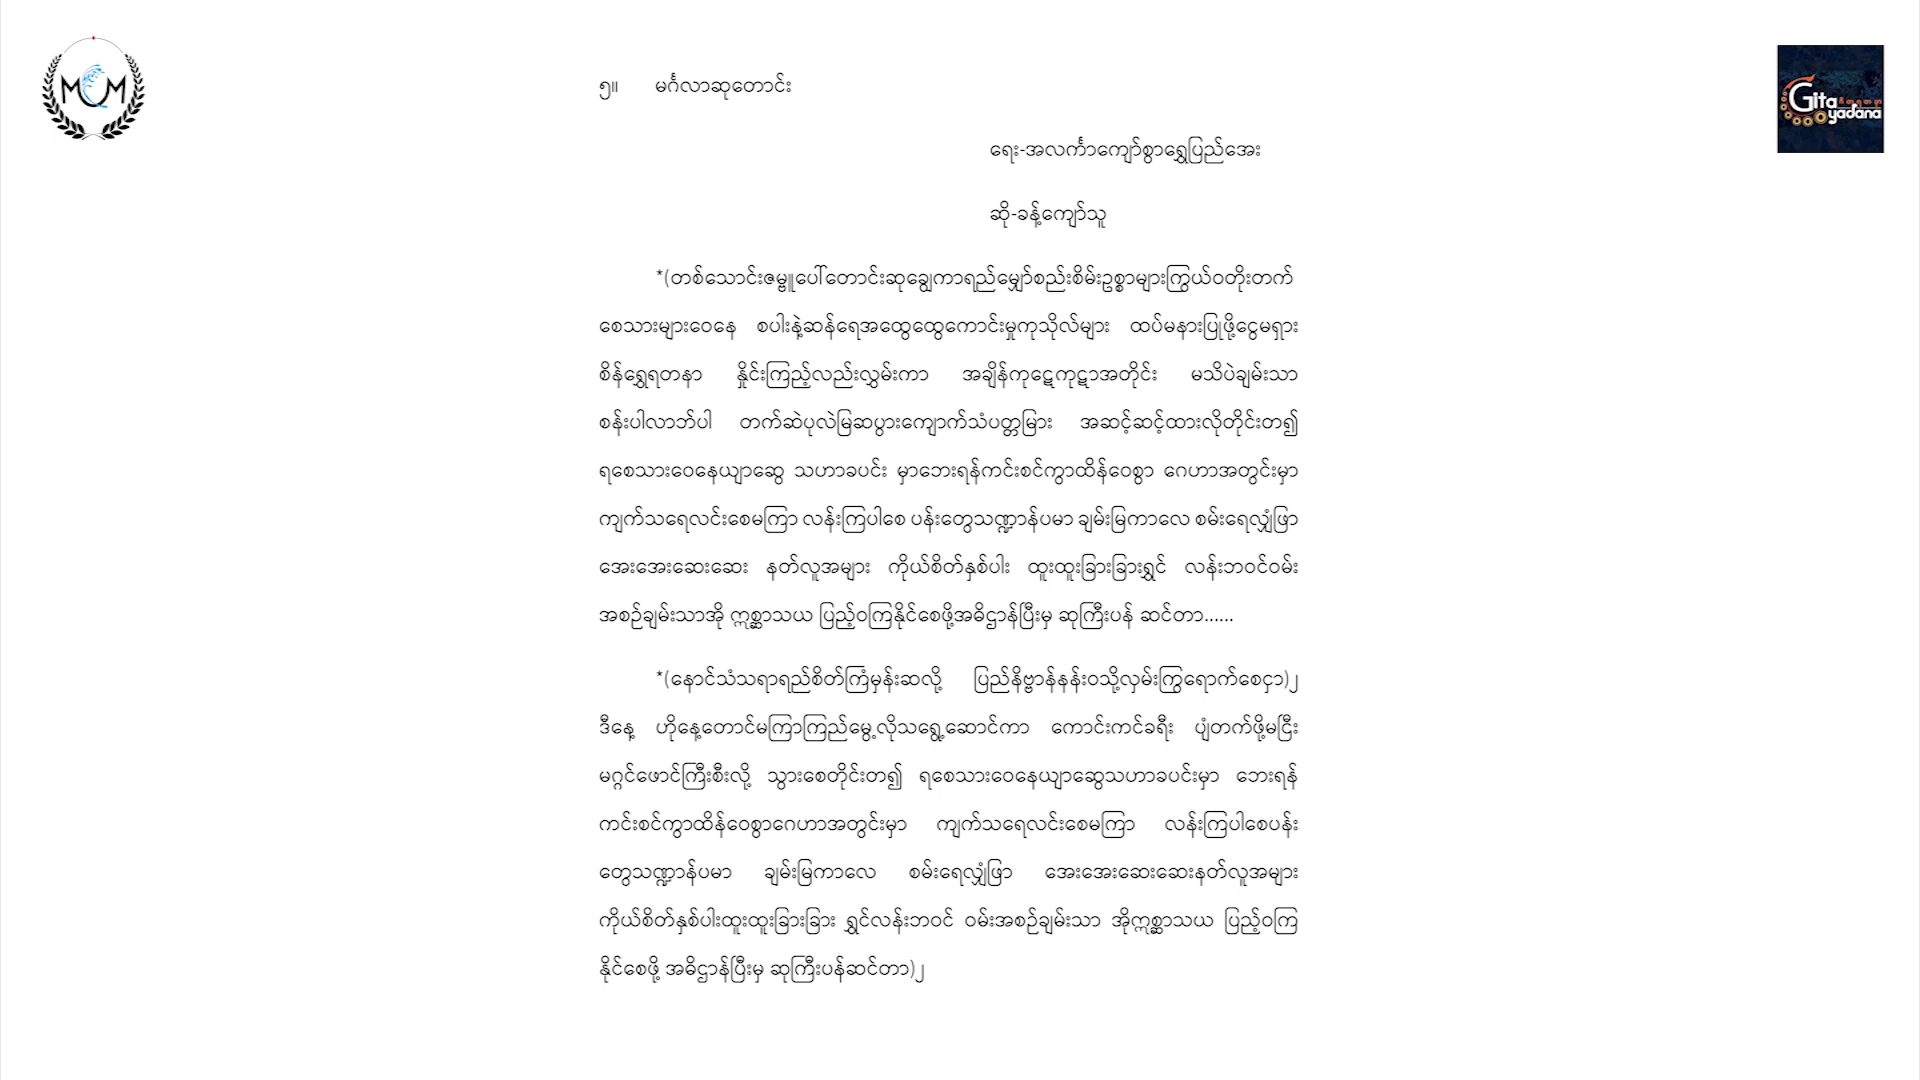 MCM
Gita
ဂီတရတနာ
yadana
၅။ မင်္ဂလာဆုတောင်း
ရေး-အလင်္ကာကျော်စွာရွှေပြည်အေး
ဆို-ခန့်ကျော်သူ
*(တစ်သောင်းဇမ္ဗူပေါ်တောင်းဆုချွေကာရည်မျှော်စည်းစိမ်းဥစ္စာများကြွယ်ဝတိုးတက်
စေသားများဝေနေ စပါးနဲ့ဆန်ရေအထွေထွေကောင်းမှုကုသိုလ်များ ထပ်မနားပြုဖို့ငွေမရှား
စိန်ရွှေရတနာ နှိုင်းကြည့်လည်းလွှမ်းကာ အချိန်ကုဋေကုဋာအတိုင်း မသိပဲချမ်းသာ
စန်းပါလာဘ်ပါ တက်ဆဲပုလဲမြဆပွားကျောက်သံပတ္တမြား အဆင့်ဆင့်ထားလိုတိုင်းတ၍
ရစေသားဝေနေယျာဆွေ သဟာခပင်း မှာဘေးရန်ကင်းစင်ကွာထိန်ဝေစွာ ဂေဟာအတွင်းမှာ
ကျက်သရေလင်းစေမကြာ လန်းကြပါစေ ပန်းတွေသဏ္ဍာန်ပမာ ချမ်းမြကာလေ စမ်းရေလျှံဖြာ
အေးအေးဆေးဆေး နတ်လူအများ ကိုယ်စိတ်နှစ်ပါး ထူးထူးခြားခြားရွှင် လန်းဘဝင်ဝမ်း
အစဉ်ချမ်းသာအို ဣစ္ဆာသယ ပြည့်ဝကြနိုင်စေဖို့အဓိဌာန်ပြီးမှ ဆုကြီးပန် ဆင်တာ......
*(နောင်သံသရာရည်စိတ်ကြံမှန်းဆလို့ ပြည်နိဗ္ဗာန်နန်းဝသို့လှမ်းကြွရောက်စေငှာ)၂
ဒီနေ့ ဟိုနေ့တောင်မကြာကြည်မွေ့လိုသရွေ့ဆောင်ကာ ကောင်းကင်ခရီး ပျံတက်ဖို့မငြီး
မဂ္ဂင်ဖောင်ကြီးစီးလို့ သွားစေတိုင်းတ၍ ရစေသားဝေနေယျာဆွေသဟာခပင်းမှာ ဘေးရန်
ကင်းစင်ကွာထိန်ဝေစွာဂေဟာအတွင်းမှာ ကျက်သရေလင်းစေမကြာ လန်းကြပါစေပန်း
တွေသဏ္ဍာန်ပမာ ချမ်းမြကာလေ စမ်းရေလျှံဖြာ အေးအေးဆေးဆေးနတ်လူအများ
ကိုယ်စိတ်နှစ်ပါးထူးထူးခြားခြား ရွှင်လန်းဘဝင် ဝမ်းအစဉ်ချမ်းသာ အိုဣစ္ဆာသယ ပြည့်ဝကြ
နိုင်စေဖို့ အဓိဌာန်ပြီးမှ ဆုကြီးပန်ဆင်တာ)၂